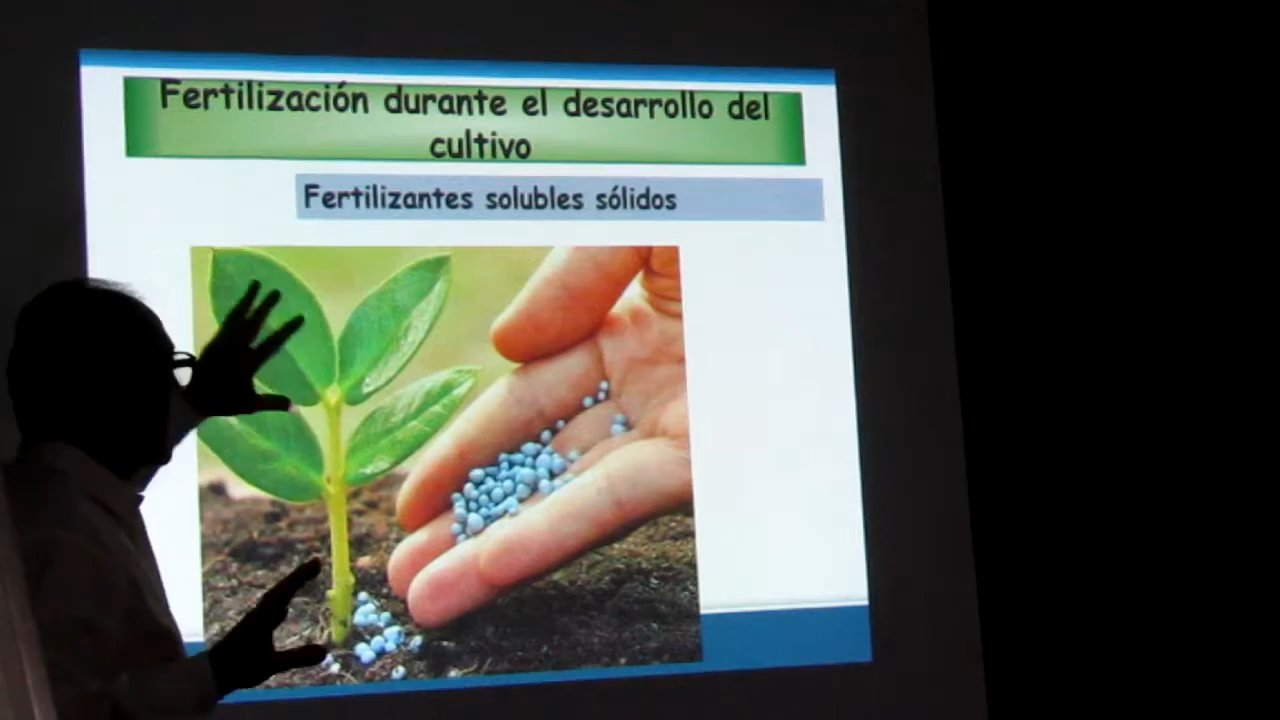 Fertilización durante el desarrollo del
cultivo
Fertilizantes solubles sólidos